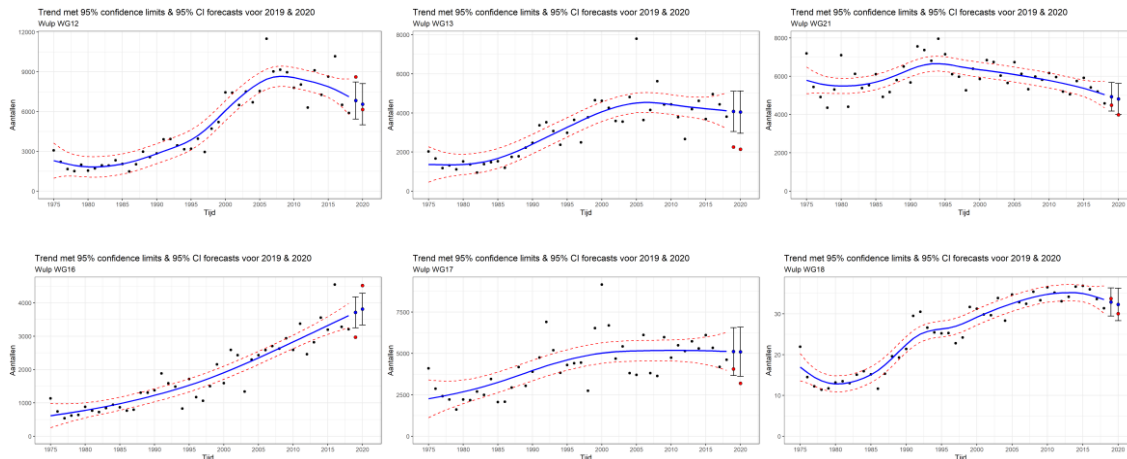 Trend met 95% confidence limits & 95% CI forecasts voor 2019 & 2020
Wulp WG12
Aantallen
12000
9000
6000
3000
0
1975 1980 1985 1990 1995 2000 2005 2010 2015 2020
Tijd
Trend met 95% confidence limits & 95% CI forecasts voor 2019 & 2020
Wulp WG13
Aantallen
8000
6000
4000
2000
0
1975 1980 1985 1990 1995 2000 2005 2010 2015 2020
Tijd
Trend met 95% confidence limits & 95% CI forecasts voor 2019 & 2020
Wulp WG21
Aantallen
8000
6000
4000
2000
0
1975 1980 1985 1990 1995 2000 2005 2010 2015 2020
Tijd
Trend met 95% confidence limits & 95% CI forecasts voor 2019 & 2020
Wulp WG16
Aantallen
4000
3000
2000
1000
0
1975 1980 1985 1990 1995 2000 2005 2010 2015 2020
Tijd
Trend met 95% confidence limits & 95% CI forecasts voor 2019 & 2020
Wulp WG17
Aantallen
7500
5000
2500
0
1975 1980 1985 1990 1995 2000 2005 2010 2015 2020
Tijd
Trend met 95% confidence limits & 95% CI forecasts voor 2019 & 2020
Wulp WG18
Aantallen
30
20
10
0
1975 1980 1985 1990 1995 2000 2005 2010 2015 2020
Tijd